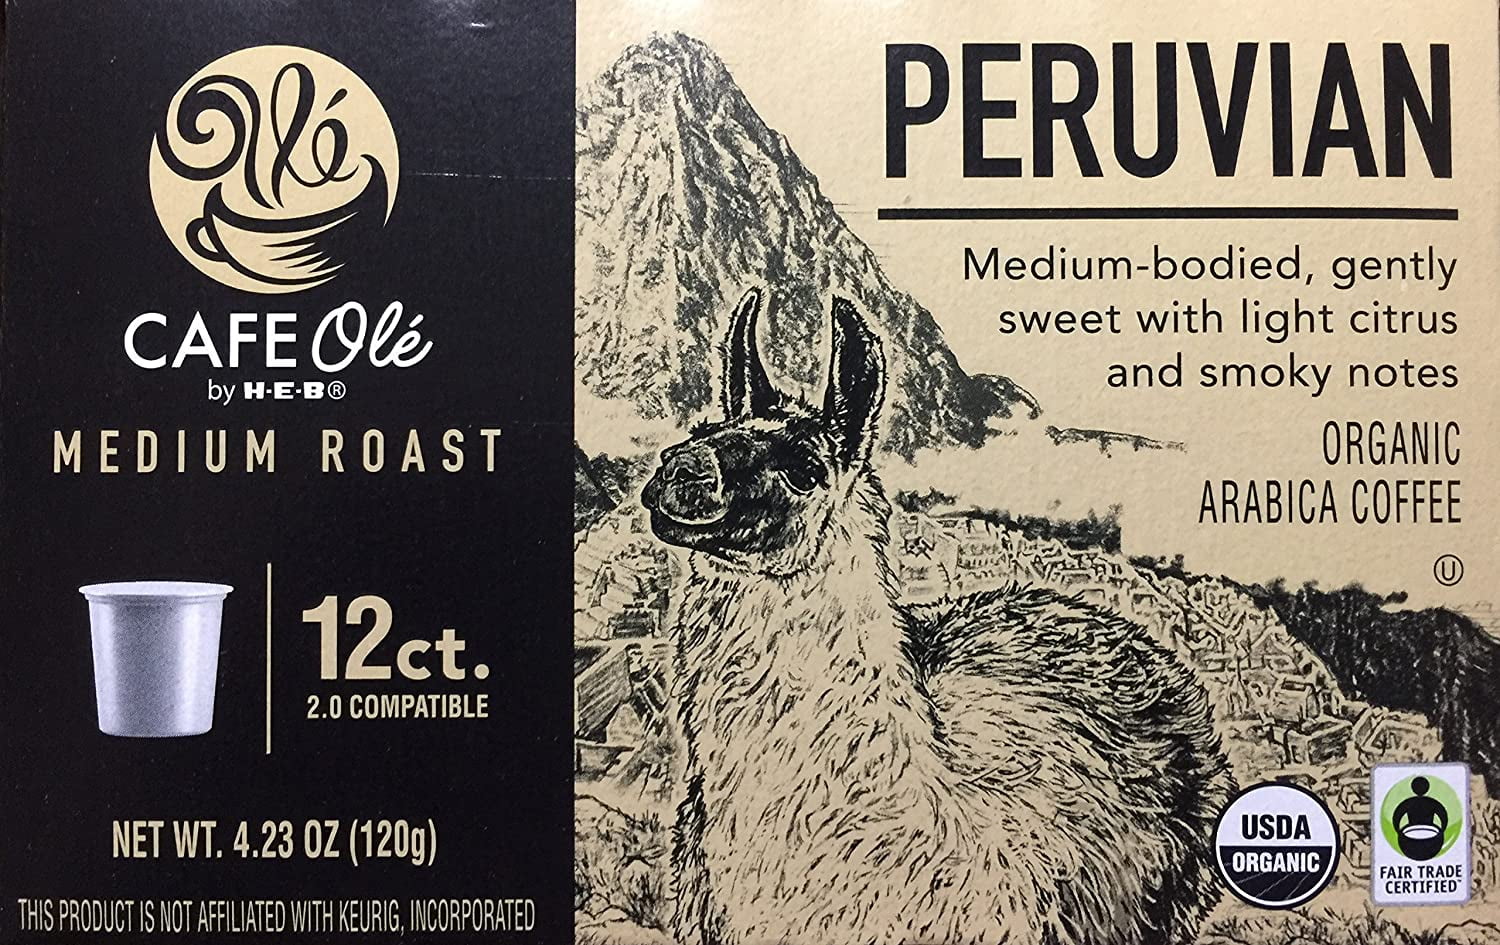 Olé
CAFE Olé
by H-E-B®
MEDIUM ROAST
12ct.
2.0 COMPATIBLE
NET WT. 4.23 OZ (120g)
THIS PRODUCT IS NOT AFFILIATED WITH KEURIG, INCORPORATED
PERUVIAN
Medium-bodied, gently
sweet with light citrus
and smoky notes
ORGANIC
ARABICA COFFEE
U
USDA
ORGANIC
FAIR TRADE
CERTIFIED™